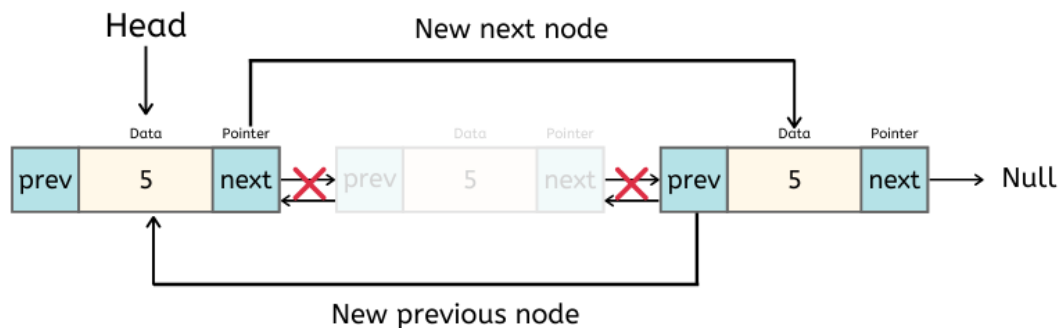 Head
New next node
Data Pointer Data Pointer Data Pointer
prev 5 next prev 5 next prev 5 next Null
New previous node